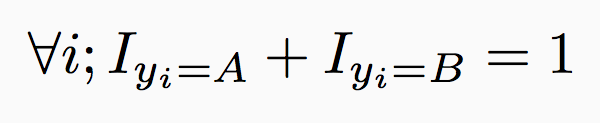 ∀i; I_{y_i=A} + I_{y_i=B} = 1